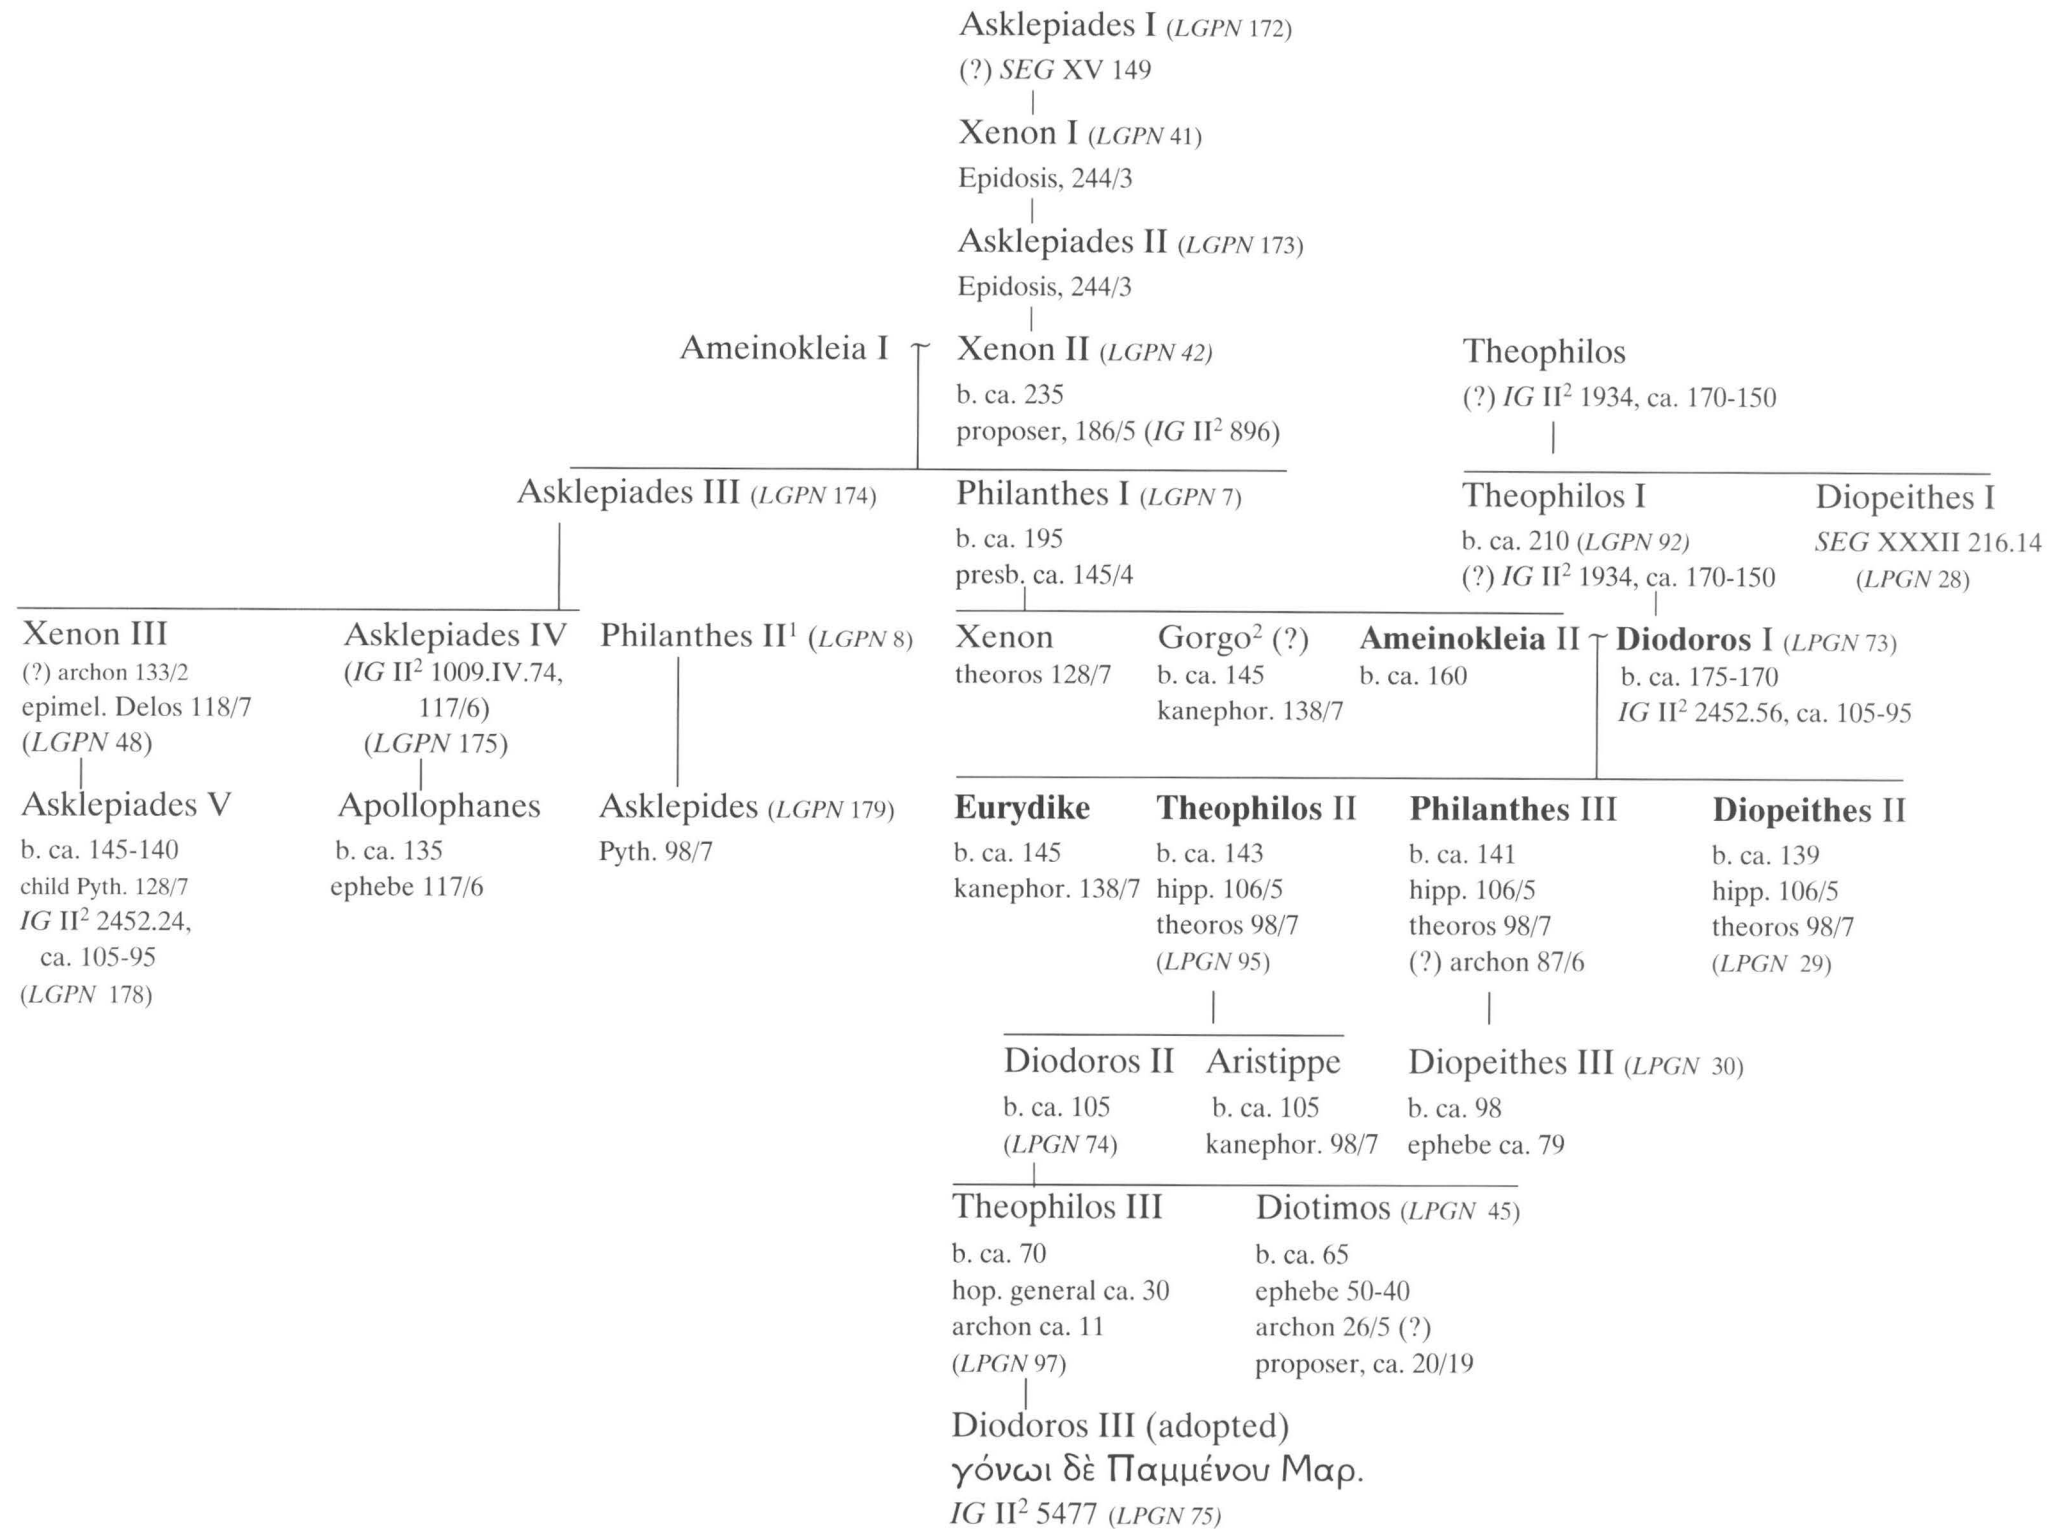 Asklepiades I (LGPN 172)
(?) SEG XV 149
Xenon I (LGPN 41)
Epidosis, 244/3
Asklepiades II (LGPN 173)
Epidosis, 244/3
Ameinokleia I ~ Xenon II (LGPN 42)
b. ca. 235
proposer, 186/5 (IG II² 896)
Theophilos
(?) IG II² 1934, ca. 170-150
Asklepiades III (LGPN 174)
Philanthes I (LGPN 7)
b. ca. 195
presb. ca. 145/4
Theophilos I
b. ca. 210 (LGPN 92)
(?) IG II² 1934, ca. 170-150
Diopeithes I
SEG XXXII 216.14
(LPGN 28)
Xenon III
(?) archon 133/2
epimel. Delos 118/7
(LGPN 48)
Asklepiades IV
(IG II² 1009.IV.74,
117/6)
(LGPN 175)
Philanthes II¹ (LGPN 8)
Xenon
theoros 128/7
Gorgo² (?)
b. ca. 145
kanephor. 138/7
Ameinokleia II ~ Diodoros I (LPGN 73)
b. ca. 160
b. ca. 175-170
IG II² 2452.56, ca. 105-95
Asklepiades V
b. ca. 145-140
child Pyth. 128/7
IG II² 2452.24,
ca. 105-95
(LGPN 178)
Apollophanes
b. ca. 135
ephebe 117/6
Asklepides (LGPN 179)
Pyth. 98/7
Eurydike
b. ca. 145
kanephor. 138/7
Theophilos II
b. ca. 143
hipp. 106/5
theoros 98/7
(LPGN 95)
Philanthes III
b. ca. 141
hipp. 106/5
theoros 98/7
(?) archon 87/6
Diopeithes II
b. ca. 139
hipp. 106/5
theoros 98/7
(LPGN 29)
Diodoros II
b. ca. 105
(LPGN 74)
Aristippe
b. ca. 105
kanephor. 98/7
Diopeithes III (LPGN 30)
b. ca. 98
ephebe ca. 79
Theophilos III
b. ca. 70
hop. general ca. 30
archon ca. 11
(LPGN 97)
Diotimos (LPGN 45)
b. ca. 65
ephebe 50-40
archon 26/5 (?)
proposer, ca. 20/19
Diodoros III (adopted)
γόνωι δὲ Παμμένου Μαρ.
IG II² 5477 (LPGN 75)